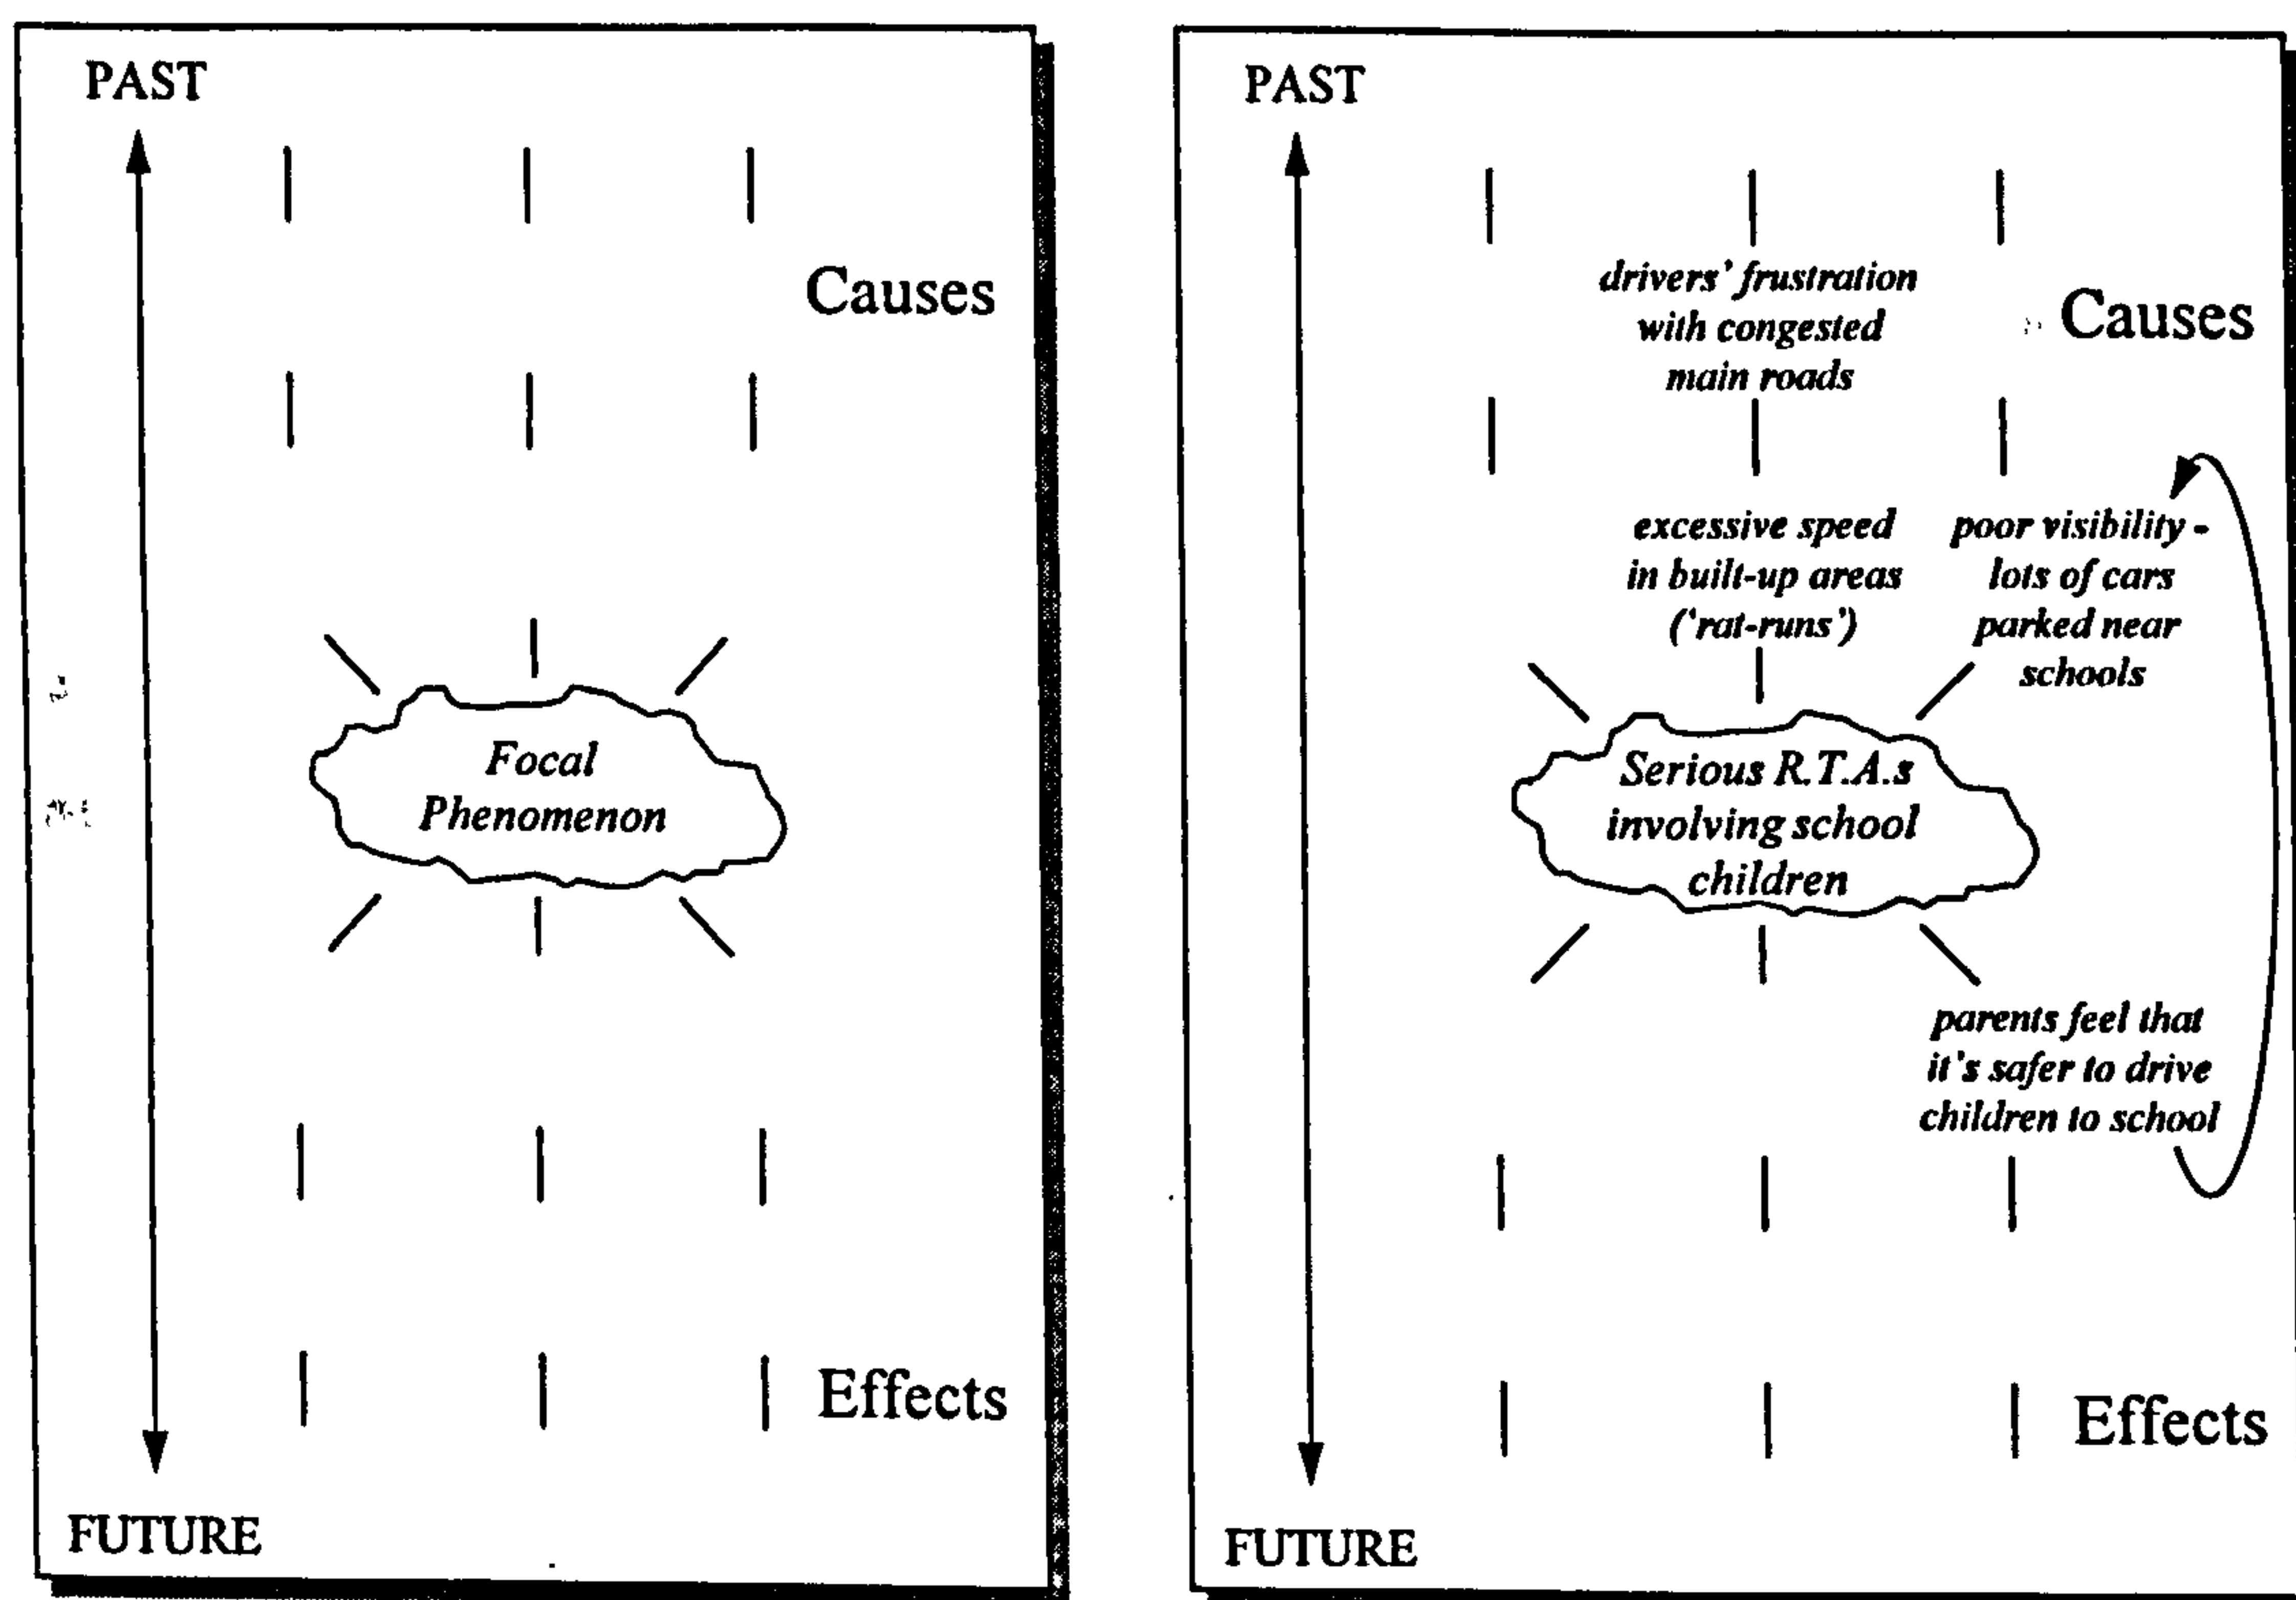 PAST
Causes
Focal
Phenomenon
Effects
FUTURE
PAST
drivers' frustration
with congested
main roads
Causes
excessive speed
in built-up areas
('rat-runs')
poor visibility -
lots of cars
parked near
schools
Serious R.T.A.s
involving school
children
parents feel that
it's safer to drive
children to school
Effects
FUTURE